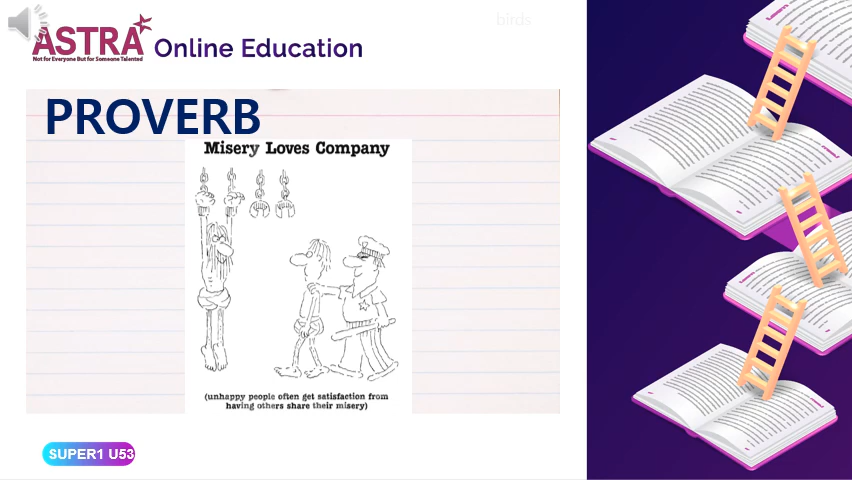 birds
ASTRA
Not for Everyone But for Someone Talented
Online Education
PROVERB
Misery Loves Company
(unhappy people often get satisfaction from
having others share their misery)
SUPER1 U53